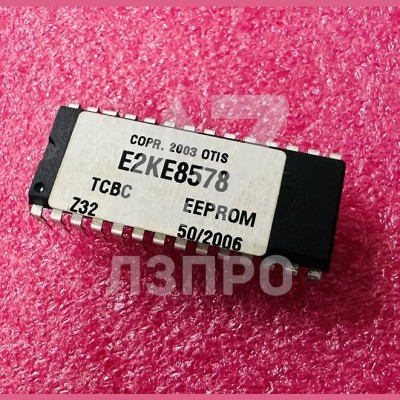 COPR. 2003 OTIS
E2KE8578
TCBC EEPROM
Z32 50/2006
ЛЗПРО